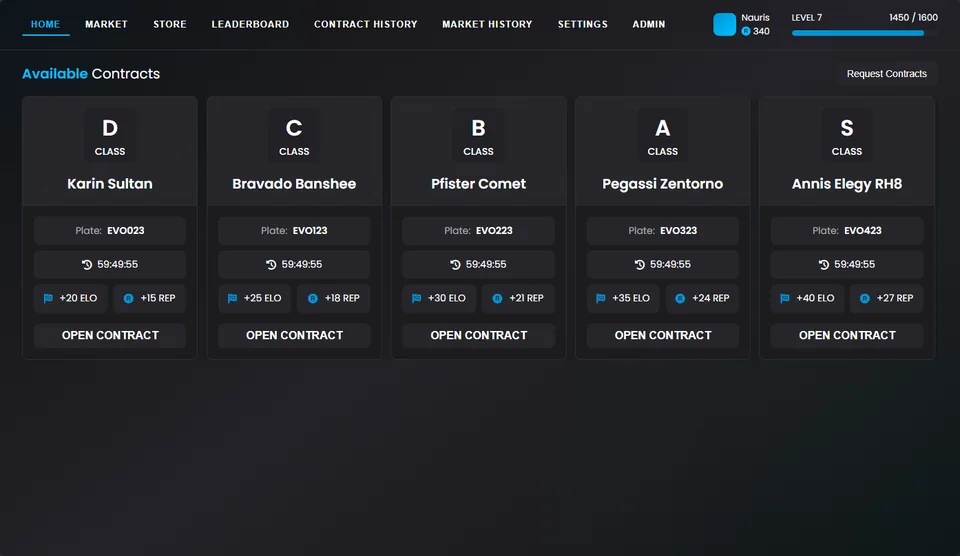 HOME MARKET STORE LEADERBOARD CONTRACT HISTORY MARKET HISTORY SETTINGS ADMIN
Nauris
R 340
LEVEL 7 1450 / 1600
Available Contracts
Request Contracts
D
CLASS
Karin Sultan
Plate: EVO023
59:49:55
+20 ELO
R +15 REP
OPEN CONTRACT
C
CLASS
Bravado Banshee
Plate: EVO123
59:49:55
+25 ELO
R +18 REP
OPEN CONTRACT
B
CLASS
Pfister Comet
Plate: EVO223
59:49:55
+30 ELO
R +21 REP
OPEN CONTRACT
A
CLASS
Pegassi Zentorno
Plate: EVO323
59:49:55
+35 ELO
R +24 REP
OPEN CONTRACT
S
CLASS
Annis Elegy RH8
Plate: EVO423
59:49:55
+40 ELO
R +27 REP
OPEN CONTRACT